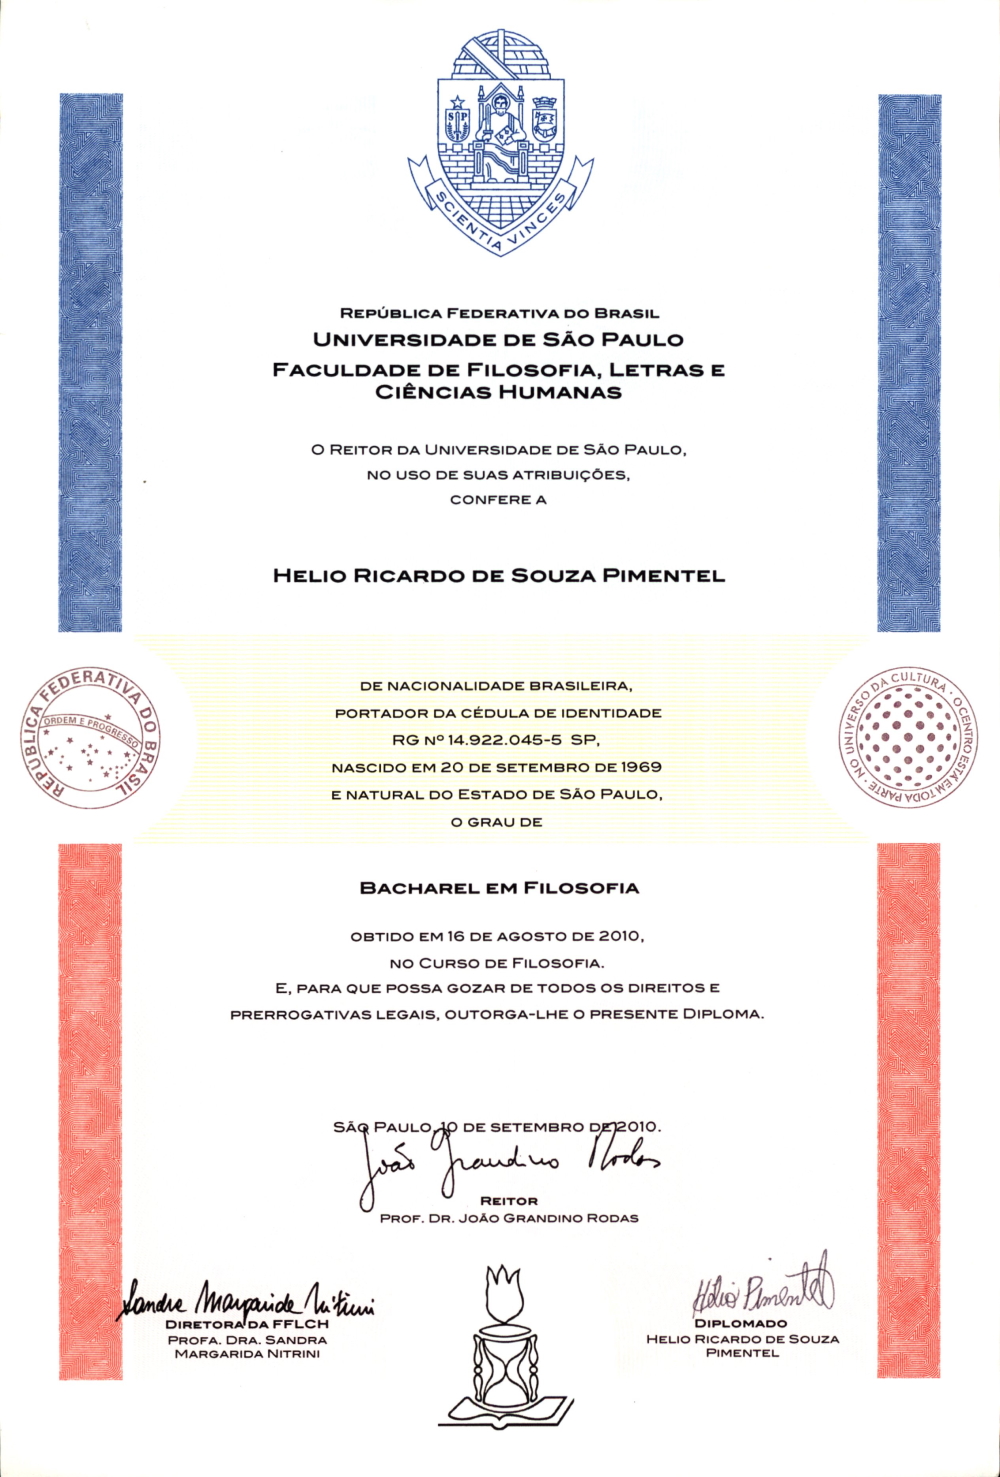 S P
SCIENTIA VINCES
REPÚBLICA FEDERATIVA DO BRASIL
UNIVERSIDADE DE SÃO PAULO
FACULDADE DE FILOSOFIA, LETRAS E
CIÊNCIAS HUMANAS
O REITOR DA UNIVERSIDADE DE SÃO PAULO,
NO USO DE SUAS ATRIBUIÇÕES,
CONFERE A
HELIO RICARDO DE SOUZA PIMENTEL
REPÚBLICA FEDERATIVA DO BRASIL
ORDEM E PROGRESSO
DE NACIONALIDADE BRASILEIRA,
PORTADOR DA CÉDULA DE IDENTIDADE
RG Nº 14.922.045-5 SP,
NASCIDO EM 20 DE SETEMBRO DE 1969
E NATURAL DO ESTADO DE SÃO PAULO,
O GRAU DE
NO UNIVERSO DA CULTURA · O CENTRO ESTÁ EM TODA PARTE ·
BACHAREL EM FILOSOFIA
OBTIDO EM 16 DE AGOSTO DE 2010,
NO CURSO DE FILOSOFIA.
E, PARA QUE POSSA GOZAR DE TODOS OS DIREITOS E
PRERROGATIVAS LEGAIS, OUTORGA-LHE O PRESENTE DIPLOMA.
SÃO PAULO, 10 DE SETEMBRO DE 2010.
João Grandino Rodas
REITOR
PROF. DR. JOÃO GRANDINO RODAS
Sandra Margarida Nitrini
DIRETORA DA FFLCH
PROFA. DRA. SANDRA
MARGARIDA NITRINI
Helio Pimentel
DIPLOMADO
HELIO RICARDO DE SOUZA
PIMENTEL